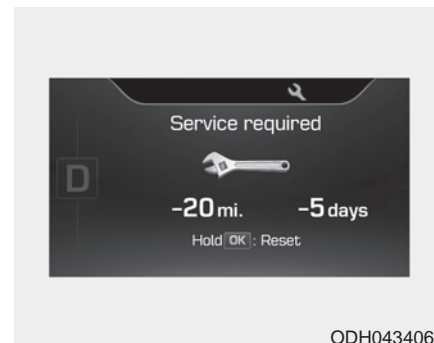 Service required
D
-20 mi. -5 days
Hold OK : Reset
ODH043406